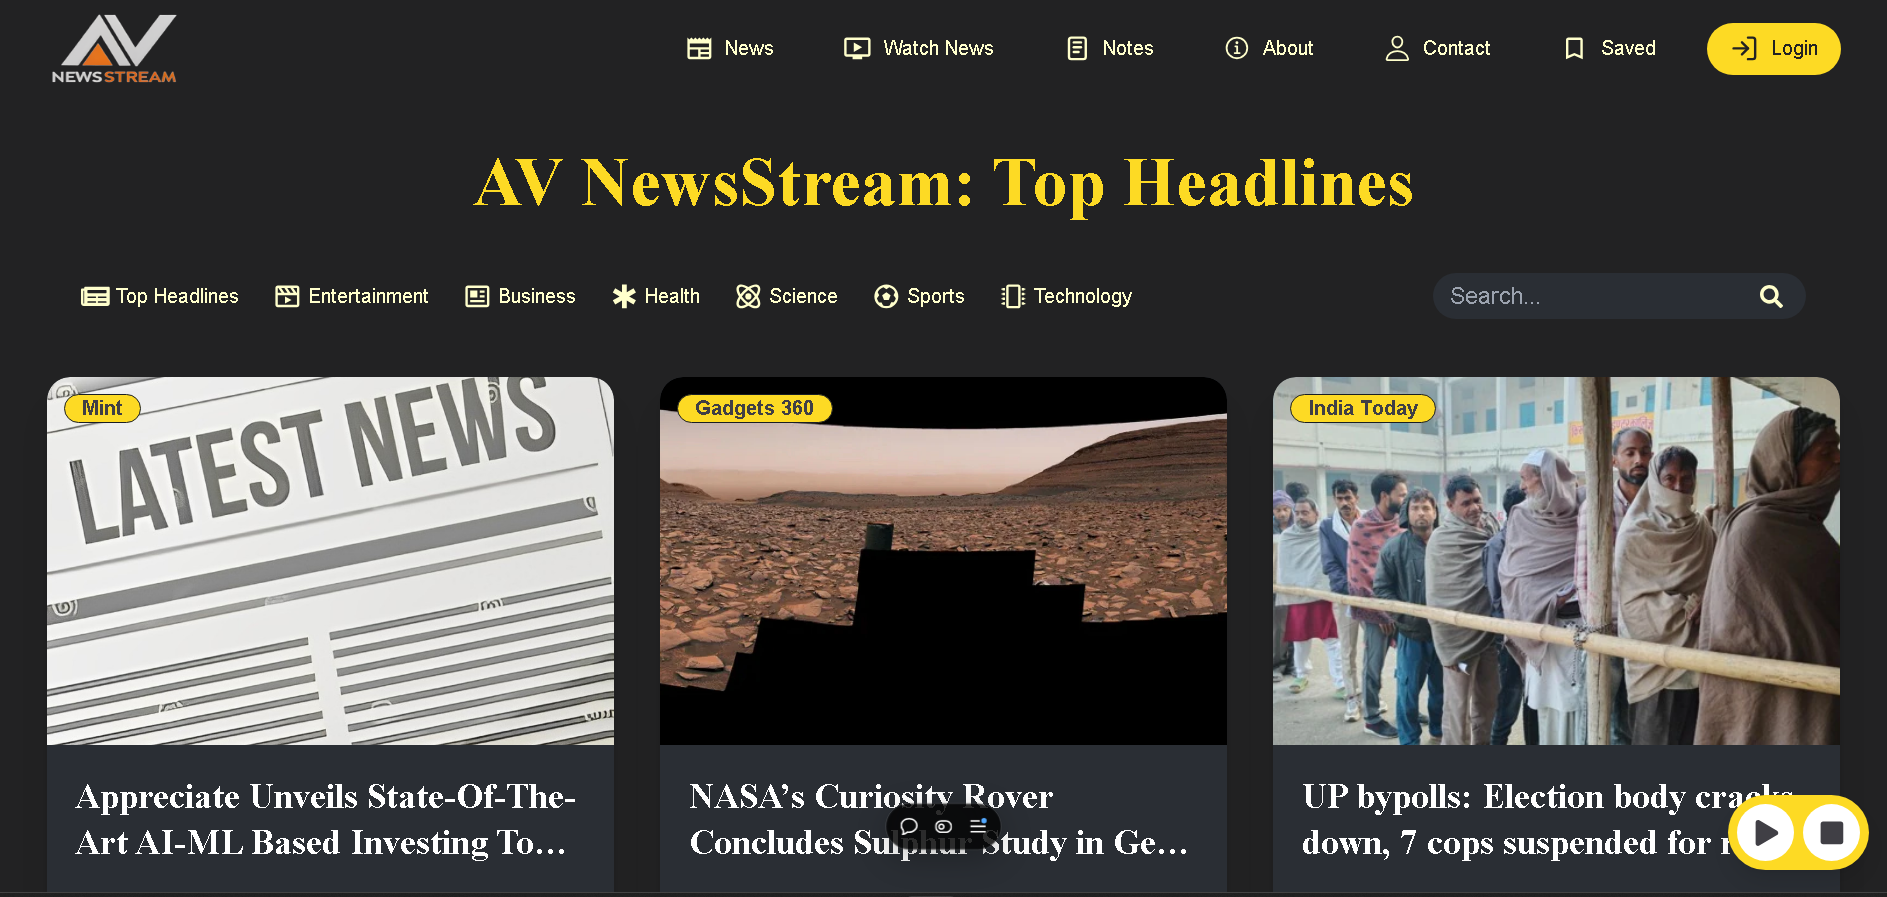 AV
NEWSSTREAM
News
Watch News
Notes
About
Contact
Saved
Login
AV NewsStream: Top Headlines
Top Headlines
Entertainment
Business
Health
Science
Sports
Technology
Search...
Mint
LATEST NEWS
Gadgets 360
India Today
Appreciate Unveils State-Of-The-
Art AI-ML Based Investing To...
NASA’s Curiosity Rover
Concludes Sulphur Study in Ge...
UP bypolls: Election body cracks
down, 7 cops suspended for